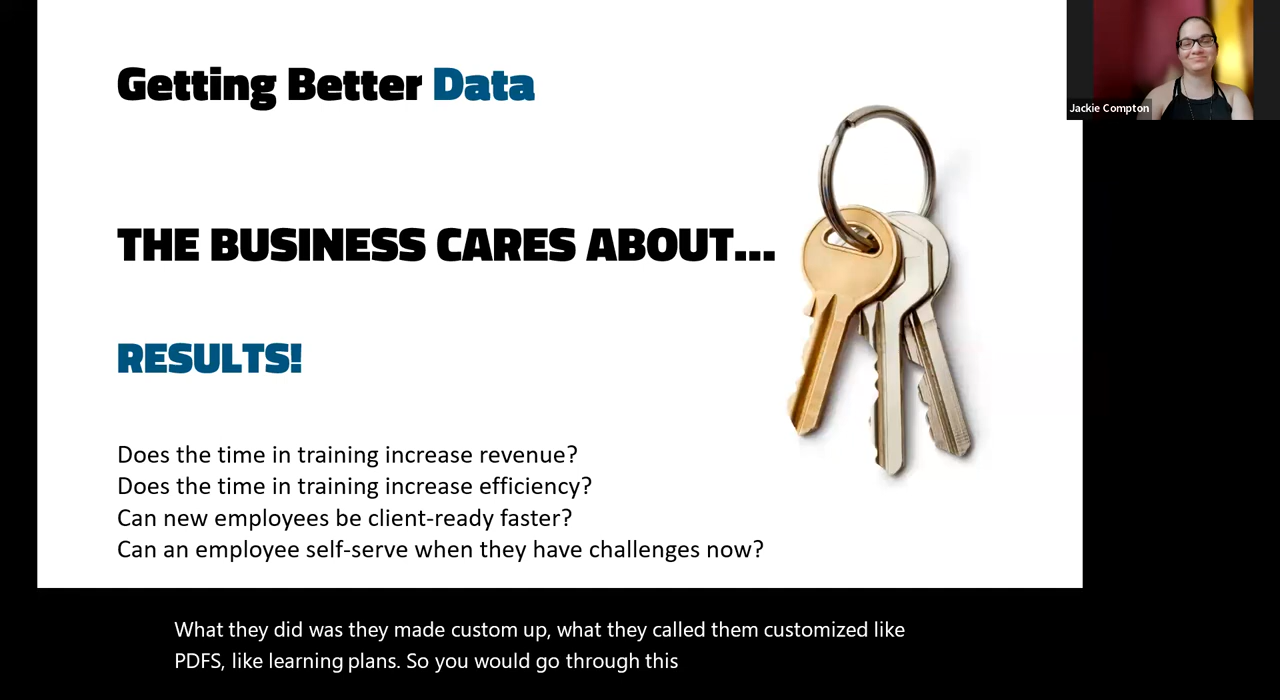 Getting Better Data
Jackie Compton
THE BUSINESS CARES ABOUT...
RESULTS!
Does the time in training increase revenue?
Does the time in training increase efficiency?
Can new employees be client-ready faster?
Can an employee self-serve when they have challenges now?
What they did was they made custom up, what they called them customized like
PDFS, like learning plans. So you would go through this